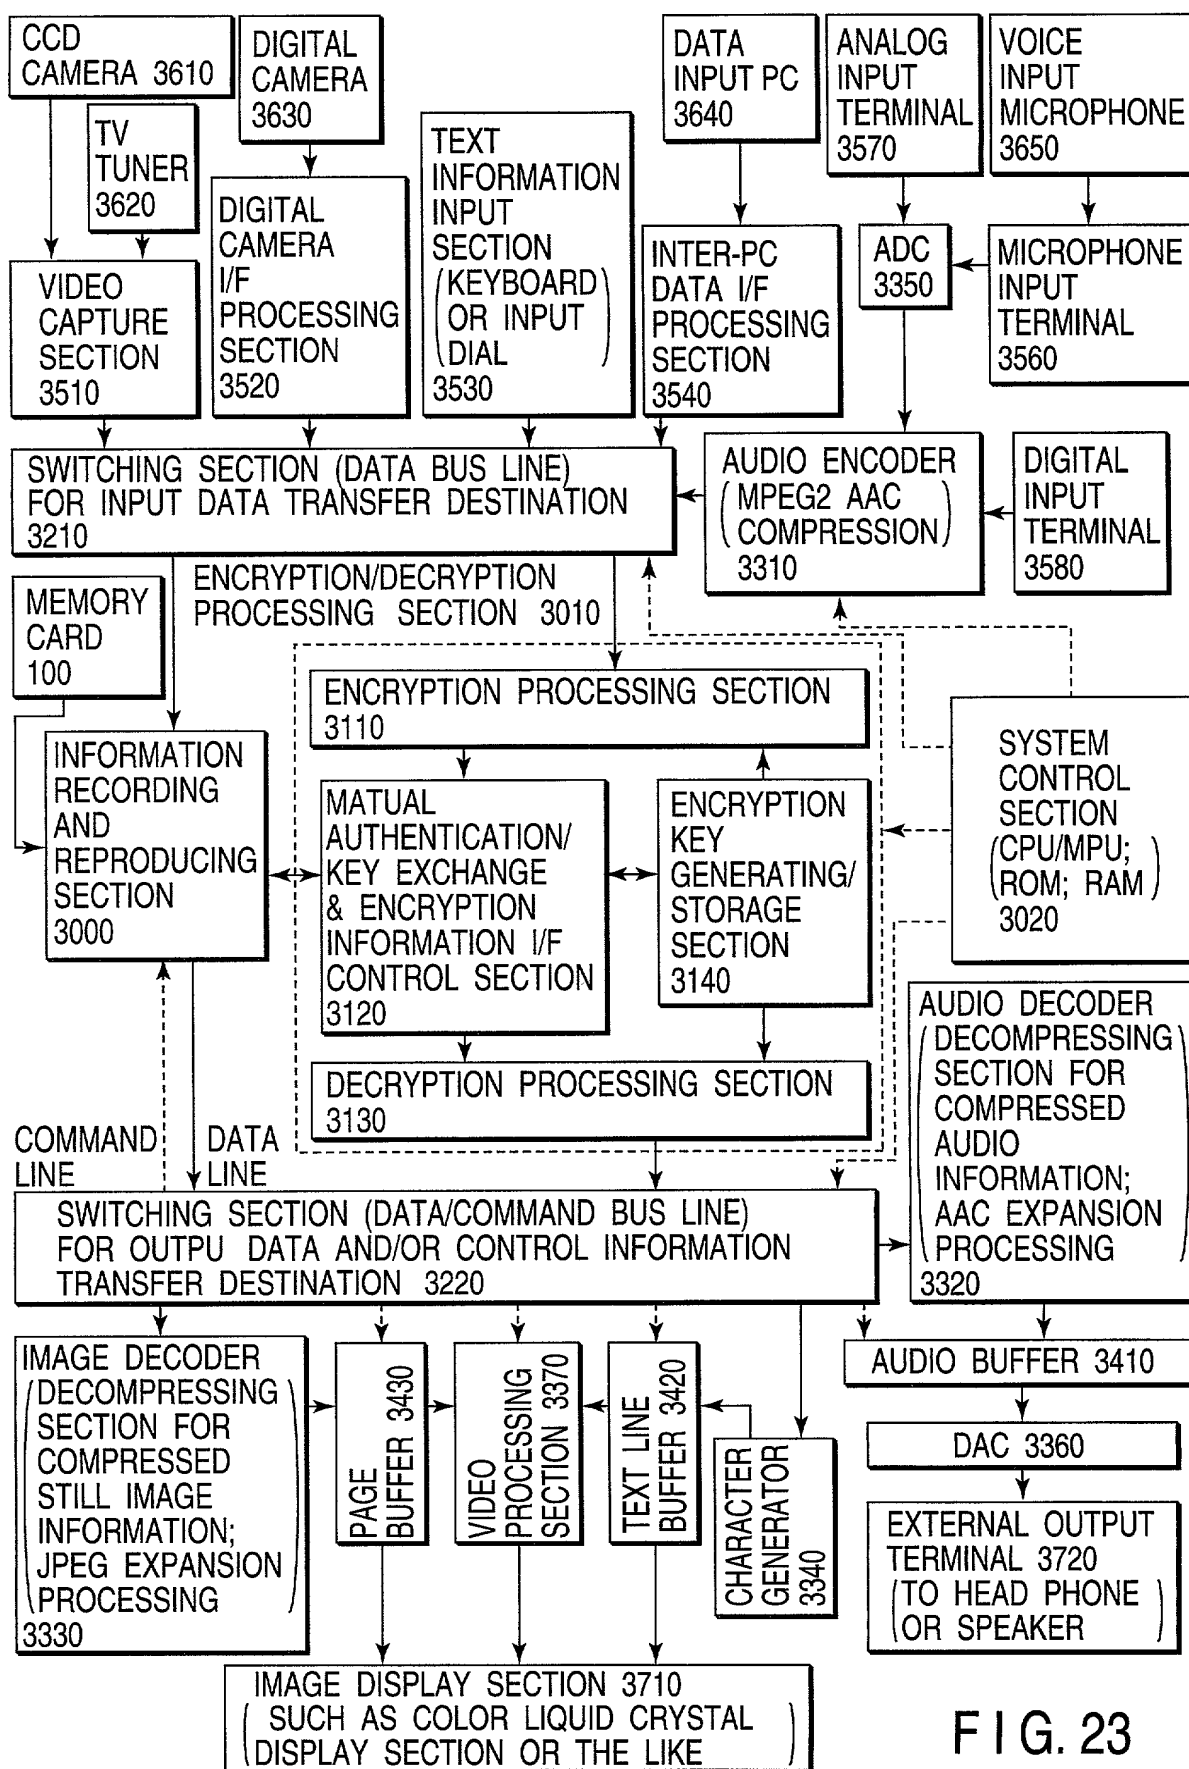 CCD
CAMERA 3610
DIGITAL
CAMERA
3630
DATA
INPUT PC
3640
ANALOG
INPUT
TERMINAL
3570
VOICE
INPUT
MICROPHONE
3650
TV
TUNER
3620
DIGITAL
CAMERA
I/F
PROCESSING
SECTION
3520
TEXT
INFORMATION
INPUT
SECTION
(KEYBOARD
OR INPUT
DIAL)
3530
INTER-PC
DATA I/F
PROCESSING
SECTION
3540
ADC
3350
MICROPHONE
INPUT
TERMINAL
3560
VIDEO
CAPTURE
SECTION
3510
SWITCHING SECTION (DATA BUS LINE)
FOR INPUT DATA TRANSFER DESTINATION
3210
AUDIO ENCODER
(MPEG2 AAC
COMPRESSION)
3310
DIGITAL
INPUT
TERMINAL
3580
ENCRYPTION/DECRYPTION
PROCESSING SECTION 3010
MEMORY
CARD
100
ENCRYPTION PROCESSING SECTION
3110
INFORMATION
RECORDING
AND
REPRODUCING
SECTION
3000
MATUAL
AUTHENTICATION/
KEY EXCHANGE
& ENCRYPTION
INFORMATION I/F
CONTROL SECTION
3120
ENCRYPTION
KEY
GENERATING/
STORAGE
SECTION
3140
SYSTEM
CONTROL
SECTION
(CPU/MPU;
ROM; RAM)
3020
DECRYPTION PROCESSING SECTION
3130
AUDIO DECODER
(DECOMPRESSING
SECTION FOR
COMPRESSED
AUDIO
INFORMATION;
AAC EXPANSION
PROCESSING)
3320
COMMAND
LINE
DATA
LINE
SWITCHING SECTION (DATA/COMMAND BUS LINE)
FOR OUTPU DATA AND/OR CONTROL INFORMATION
TRANSFER DESTINATION 3220
IMAGE DECODER
(DECOMPRESSING
SECTION FOR
COMPRESSED
STILL IMAGE
INFORMATION;
JPEG EXPANSION
PROCESSING)
3330
PAGE
BUFFER 3430
VIDEO
PROCESSING
SECTION 3370
TEXT LINE
BUFFER 3420
CHARACTER
GENERATOR
3340
AUDIO BUFFER 3410
DAC 3360
EXTERNAL OUTPUT
TERMINAL 3720
(TO HEAD PHONE
OR SPEAKER)
IMAGE DISPLAY SECTION 3710
(SUCH AS COLOR LIQUID CRYSTAL
DISPLAY SECTION OR THE LIKE)
FIG. 23